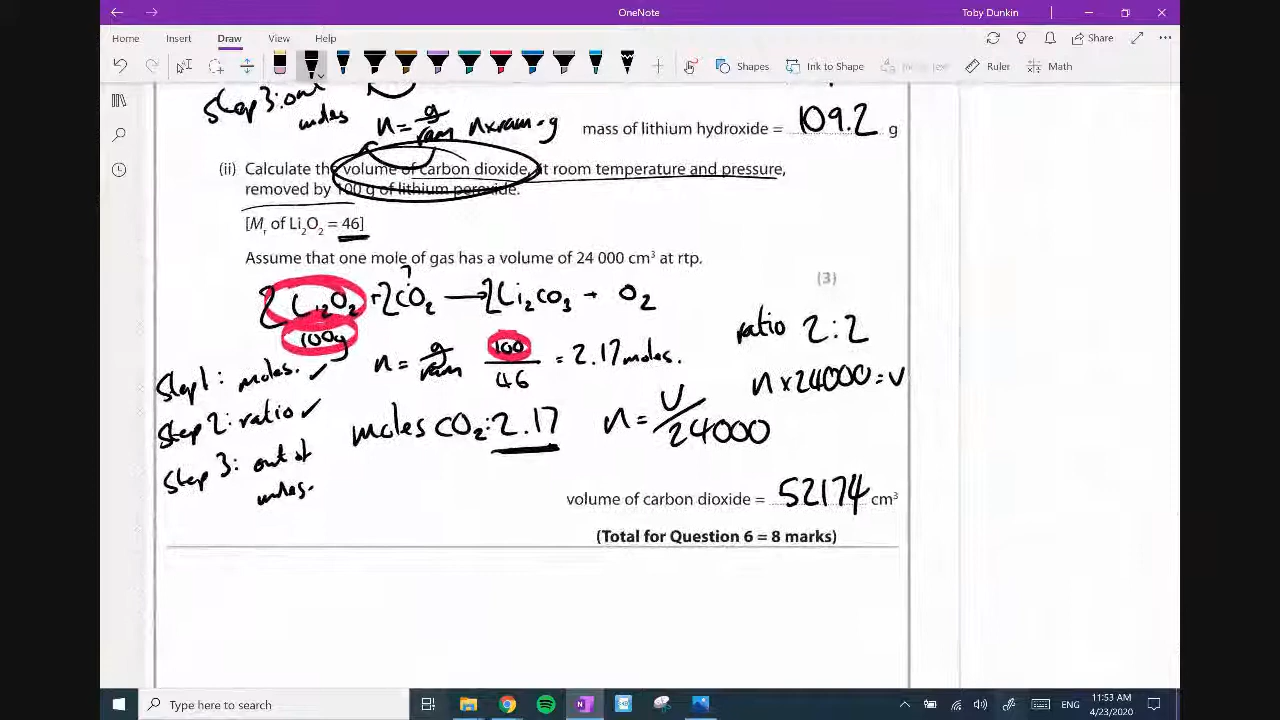 OneNote
Toby Dunkin
Home Insert Draw View Help
Share
Shapes Ink to Shape Ruler Math
Step 3: out
moles
n = g/ram n×ram = g
mass of lithium hydroxide = 109.2 g
(ii) Calculate the volume of carbon dioxide, at room temperature and pressure,
removed by 100 g of lithium peroxide.
[Mr of Li2O2 = 46]
Assume that one mole of gas has a volume of 24 000 cm³ at rtp.
(3)
?
2Li2O2 + 2CO2 → 2Li2CO3 + O2
100g
ratio 2:2
Step 1: moles. ✓
n = g/ram 100/46 = 2.17 moles.
n × 24000 = V
Step 2: ratio ✓
moles CO2: 2.17 n = V/24000
Step 3: out of
moles.
volume of carbon dioxide = 52174 cm³
(Total for Question 6 = 8 marks)
Type here to search
ENG
11:53 AM
4/23/2020